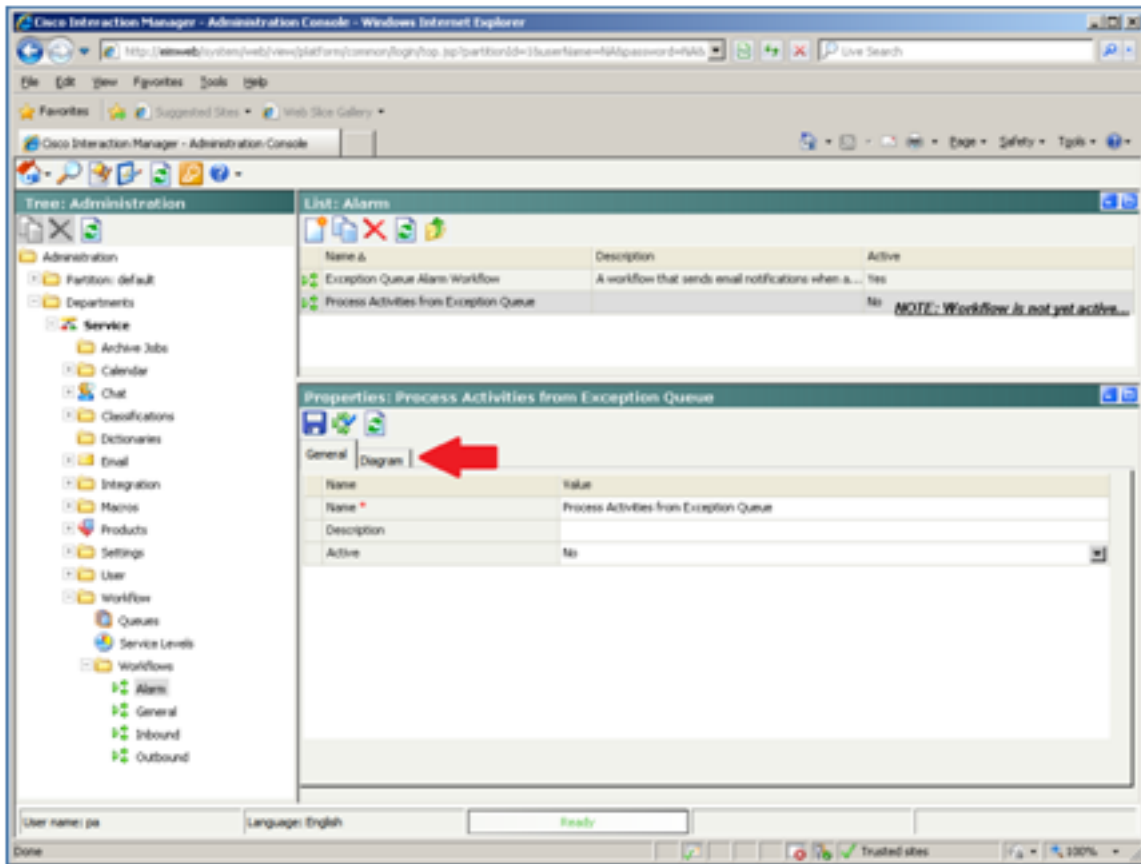 Cisco Interaction Manager - Administration Console - Windows Internet Explorer
Live Search
File Edit View Favorites Tools Help
Favorites Suggested Sites Web Slice Gallery
Cisco Interaction Manager - Administration Console
Page Safety Tools
Tree: Administration
Administration
Partition: default
Departments
Service
Archive Jobs
Calendar
Chat
Classifications
Dictionaries
Email
Integration
Macros
Products
Settings
User
Workflow
Queues
Service Levels
Workflows
Alarm
General
Inbound
Outbound
List: Alarm
Name Description Active
Exception Queue Alarm Workflow A workflow that sends email notifications when a... Yes
Process Activities from Exception Queue No NOTE: Workflow is not yet active...
Properties: Process Activities from Exception Queue
General Diagram
Name Value
Name * Process Activities from Exception Queue
Description
Active No
User name: pa Language: English Ready
Done Trusted sites 100%